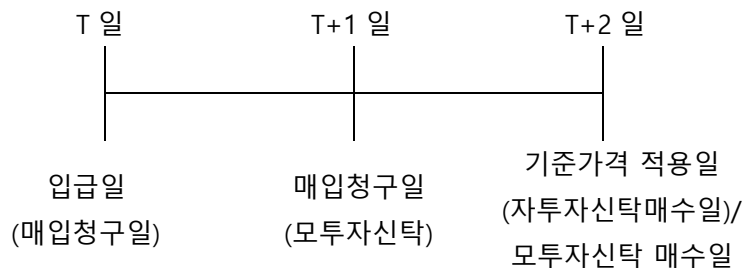 T 일
T+1 일
T+2 일
입급일
(매입청구일)
매입청구일
(모투자신탁)
기준가격 적용일
(자투자신탁매수일)/
모투자신탁 매수일